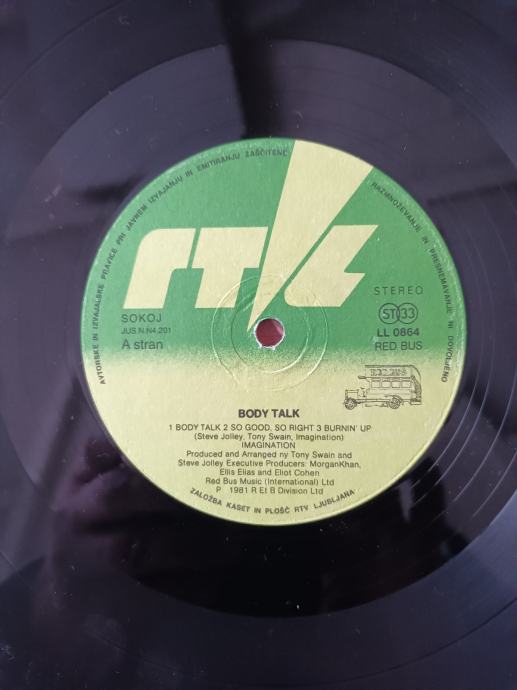 AVTORSKE IN IZVAJALSKE PRAVICE PRI JAVNEM IZVAJANJU IN EMITIRANJU ZAŠČITENE
RAZMNOŽEVANJE IN PRESNEMAVANJE NI DOVOLJENO
RTL
STEREO
SOKOJ
JUS.N.N4.201
A stran
ST 33
LL 0864
RED BUS
RED BUS
BODY TALK
1 BODY TALK 2 SO GOOD, SO RIGHT 3 BURNIN' UP
(Steve Jolley, Tony Swain, Imagination)
IMAGINATION
Produced and Arranged ny Tony Swain and
Steve Jolley Executive Producers: MorganKhan,
Ellis Elias and Eliot Cohen
Red Bus Music (International) Ltd
P 1981 R Et B Division Ltd
ZALOŽBA KASET IN PLOŠČ RTV LJUBLJANA